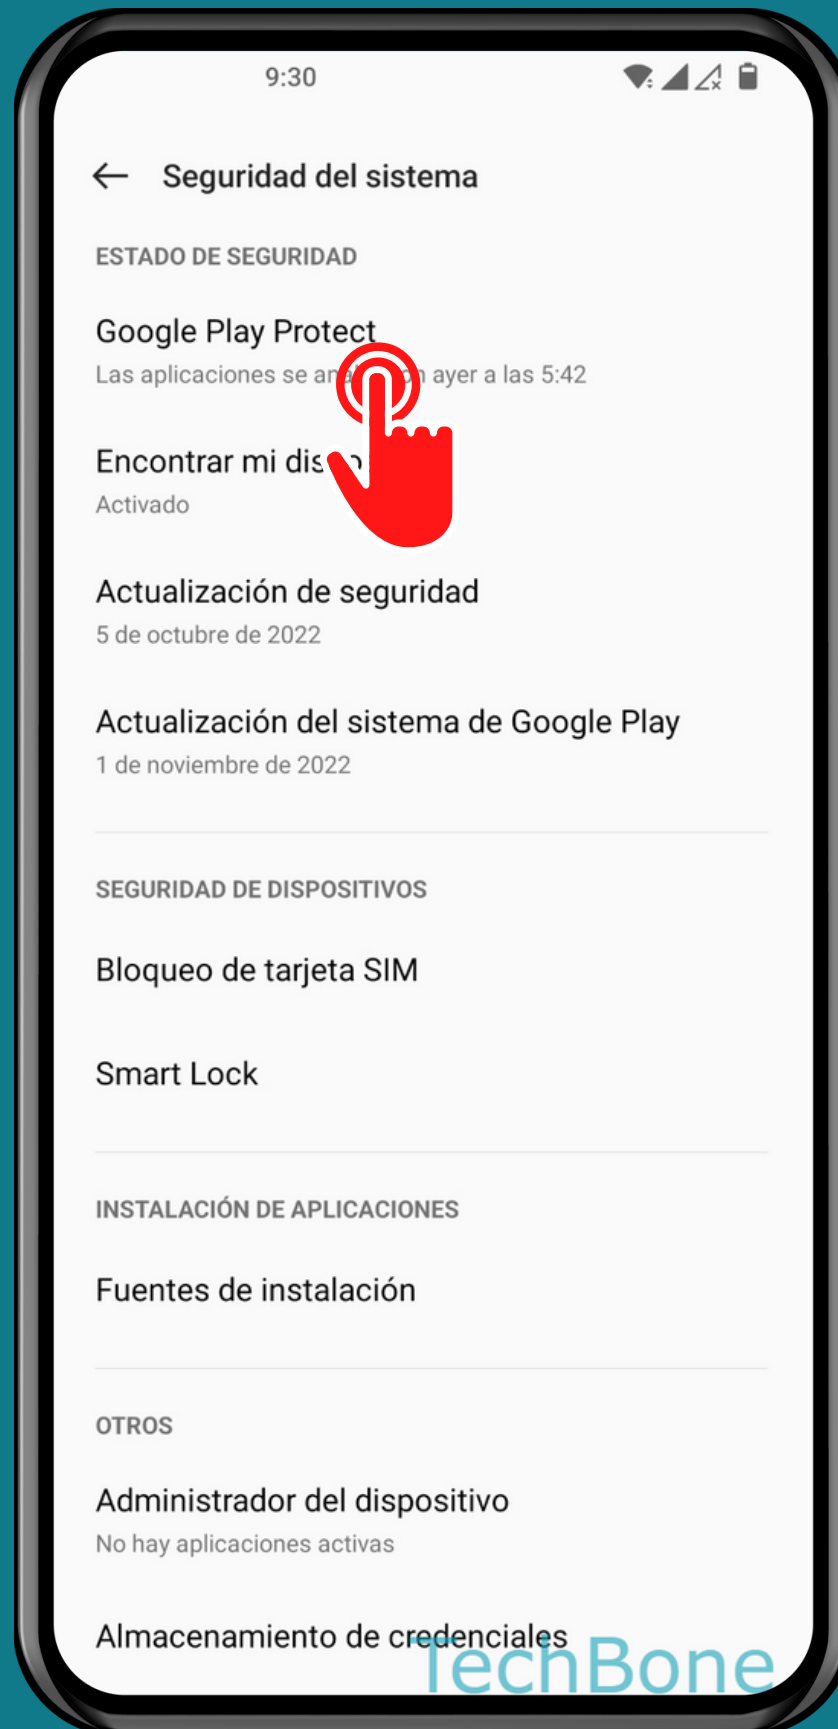 9:30
Seguridad del sistema
ESTADO DE SEGURIDAD
Google Play Protect
Las aplicaciones se ayer a las 5:42
Encontrar mi
Activado
Actualización de seguridad
5 de octubre de 2022
Actualización del sistema de Google Play
1 de noviembre de 2022
SEGURIDAD DE DISPOSITIVOS
Bloqueo de tarjeta SIM
Smart Lock
INSTALACIÓN DE APLICACIONES
Fuentes de instalación
OTROS
Administrador del dispositivo
No hay aplicaciones activas
Almacenamiento de credenciales
TechBone